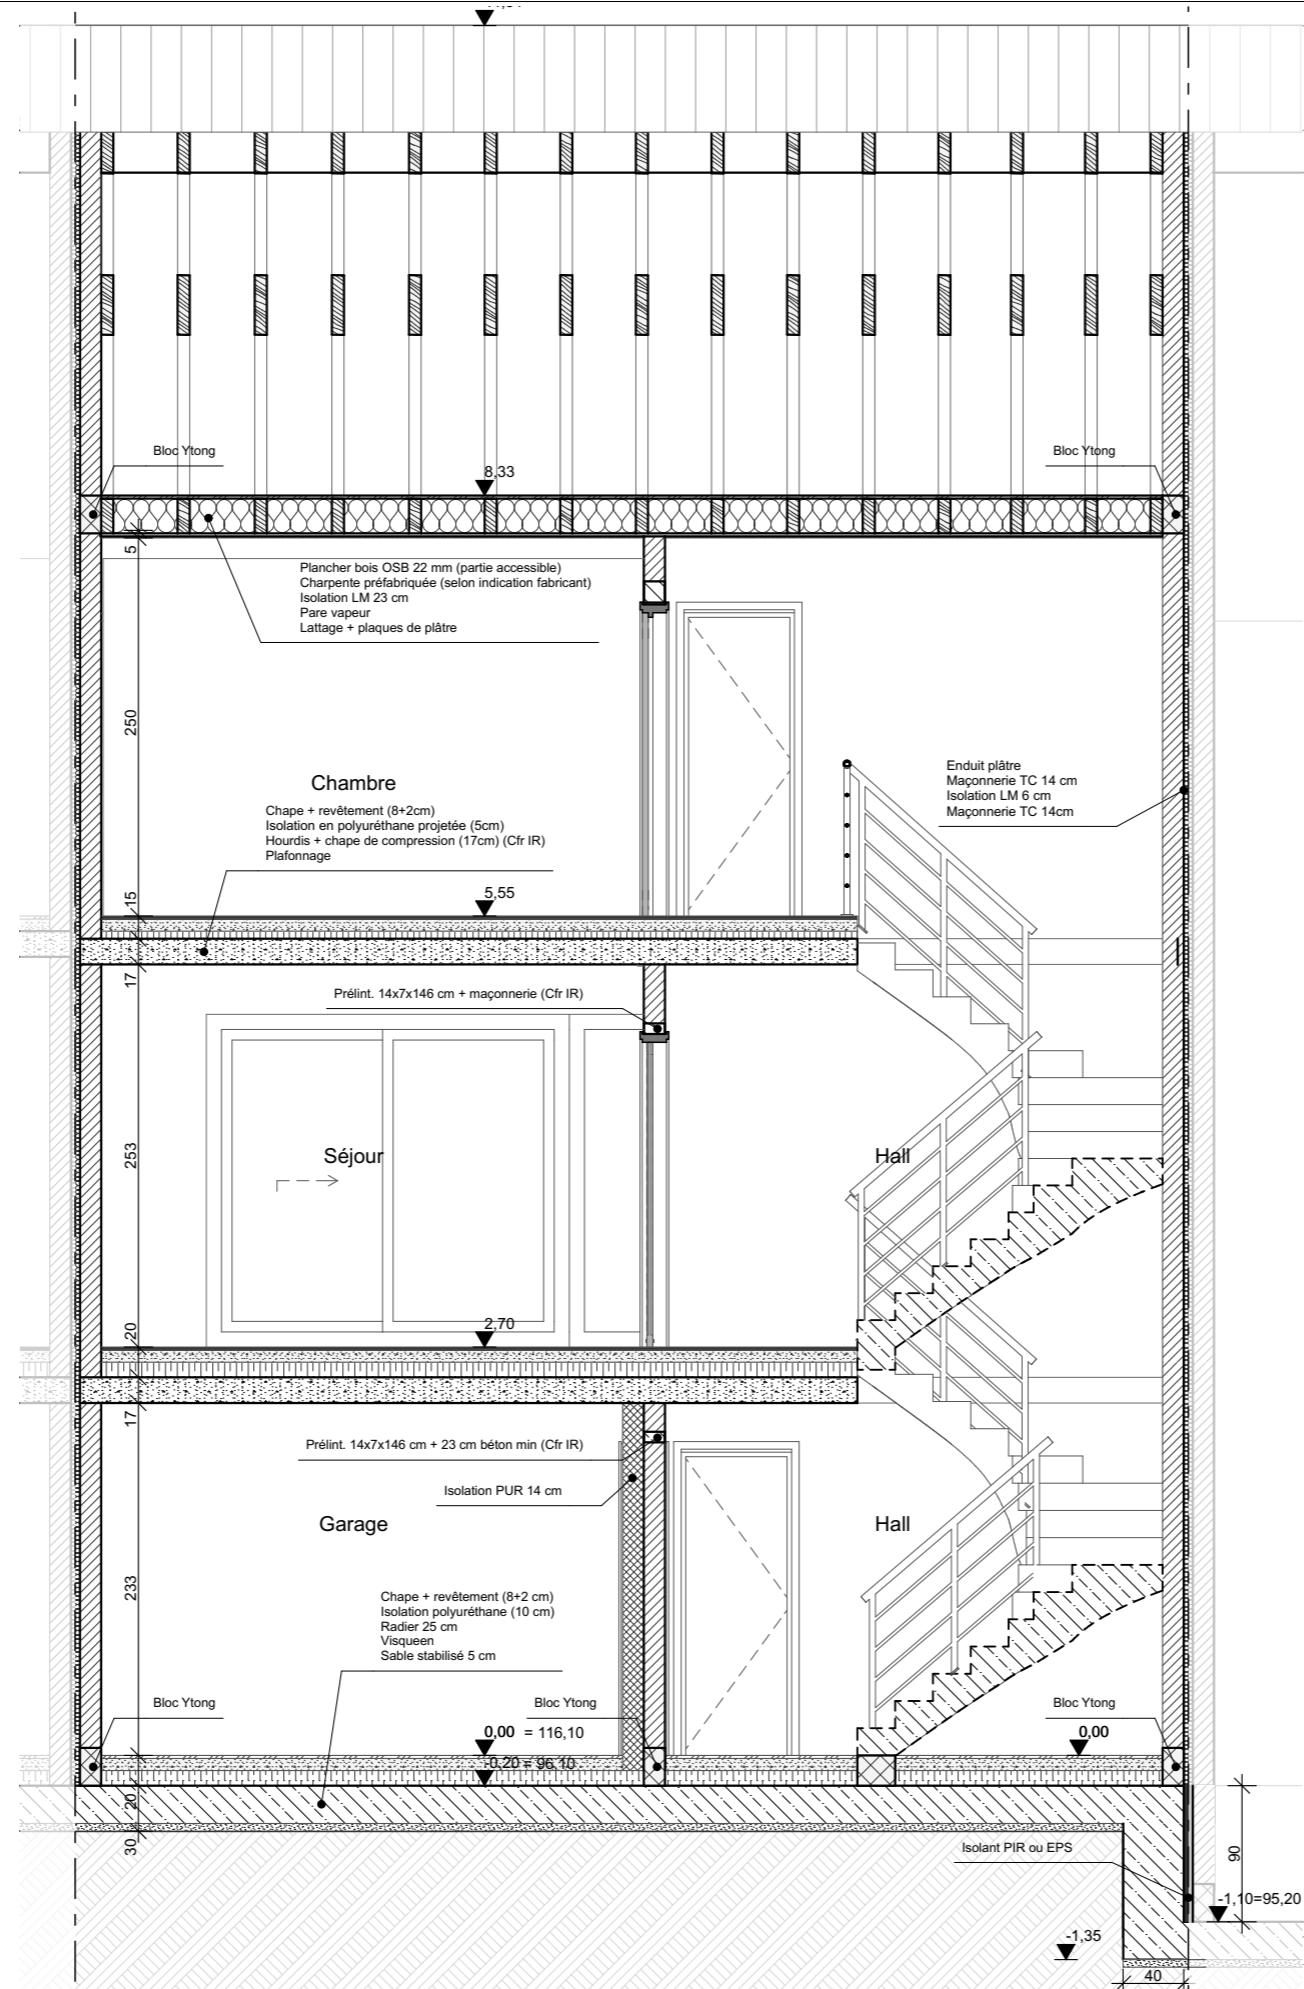 Bloc Ytong
Bloc Ytong
8,33
5
Plancher bois OSB 22 mm (partie accessible)
Charpente préfabriquée (selon indication fabricant)
Isolation LM 23 cm
Pare vapeur
Lattage + plaques de plâtre
250
Chambre
Chape + revêtement (8+2cm)
Isolation en polyuréthane projetée (5cm)
Hourdis + chape de compression (17cm) (Cfr IR)
Plafonnage
Enduit plâtre
Maçonnerie TC 14 cm
Isolation LM 6 cm
Maçonnerie TC 14cm
15
5,55
17
Prélint. 14x7x146 cm + maçonnerie (Cfr IR)
253
Séjour
Hall
20
2,70
17
Prélint. 14x7x146 cm + 23 cm béton min (Cfr IR)
Isolation PUR 14 cm
Garage
Hall
233
Chape + revêtement (8+2 cm)
Isolation polyuréthane (10 cm)
Radier 25 cm
Visqueen
Sable stabilisé 5 cm
Bloc Ytong
Bloc Ytong
Bloc Ytong
0,00 = 116,10
0,00
-0,20 = 96,10
20
30
Isolant PIR ou EPS
90
-1,10=95,20
-1,35
40